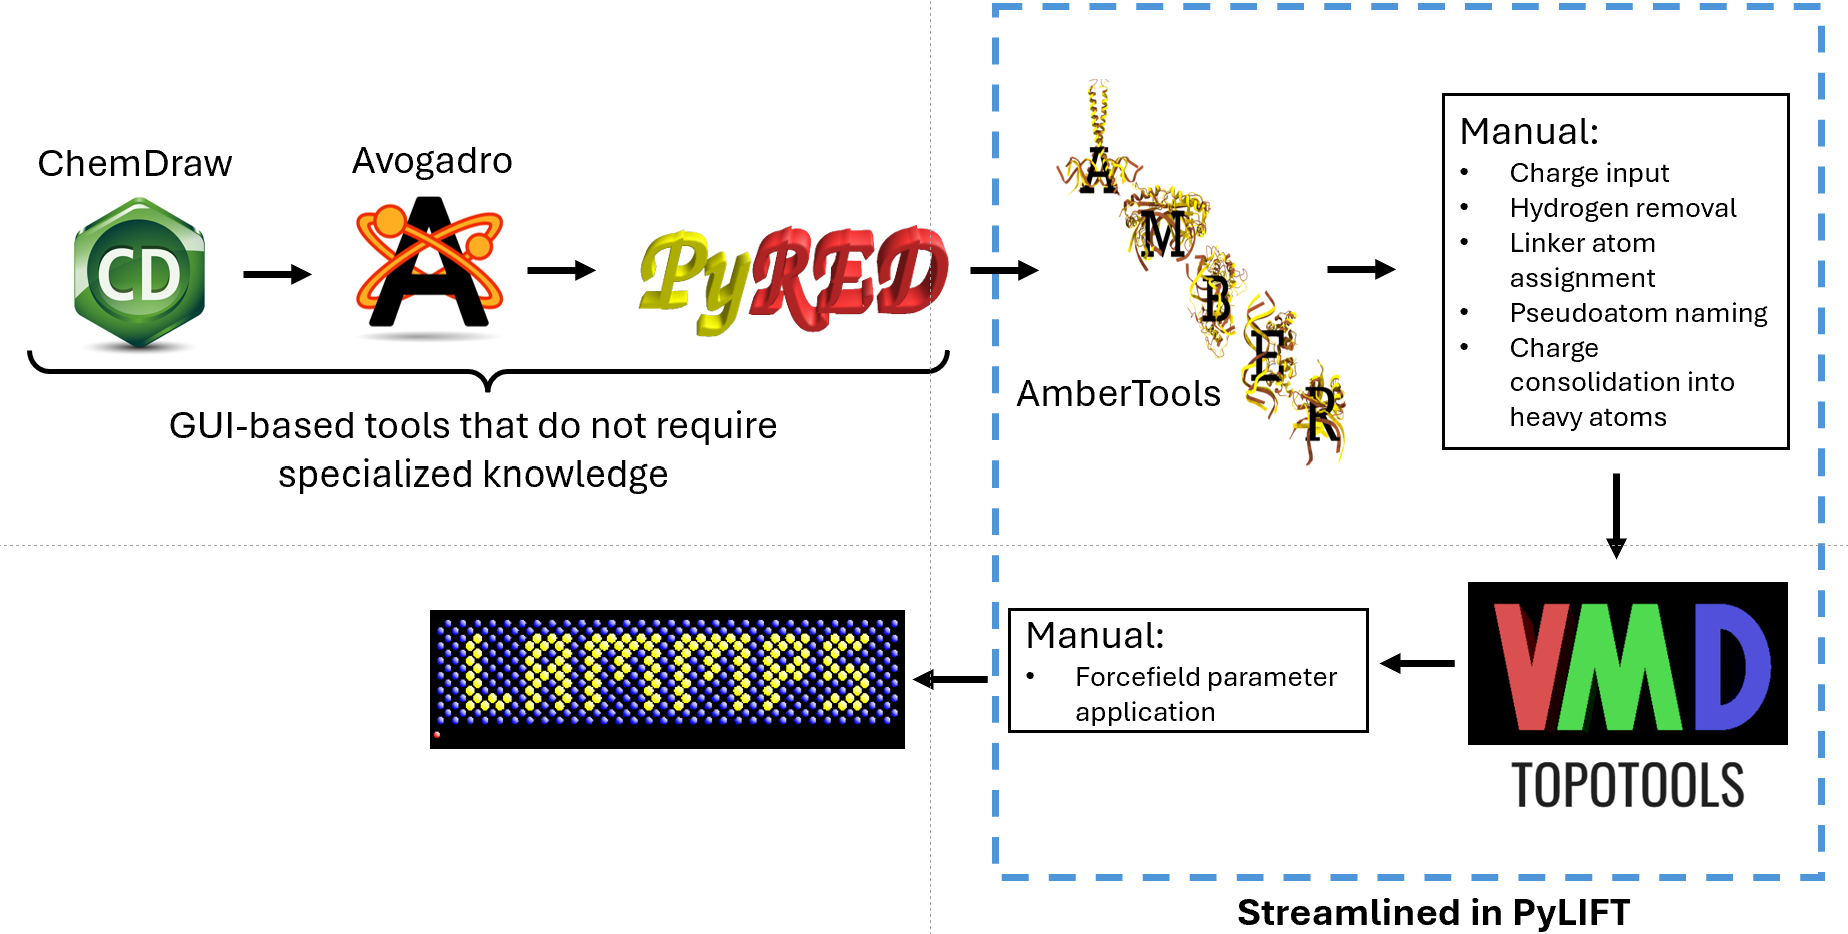 ChemDraw
CD
Avogadro
A
PyRED
GUI-based tools that do not require
specialized knowledge
A
M
B
E
R
AmberTools
Manual:
• Charge input
• Hydrogen removal
• Linker atom
assignment
• Pseudoatom naming
• Charge
consolidation into
heavy atoms
VMD
TOPOTOOLS
Manual:
• Forcefield parameter
application
LAMMPS
Streamlined in PyLIFT